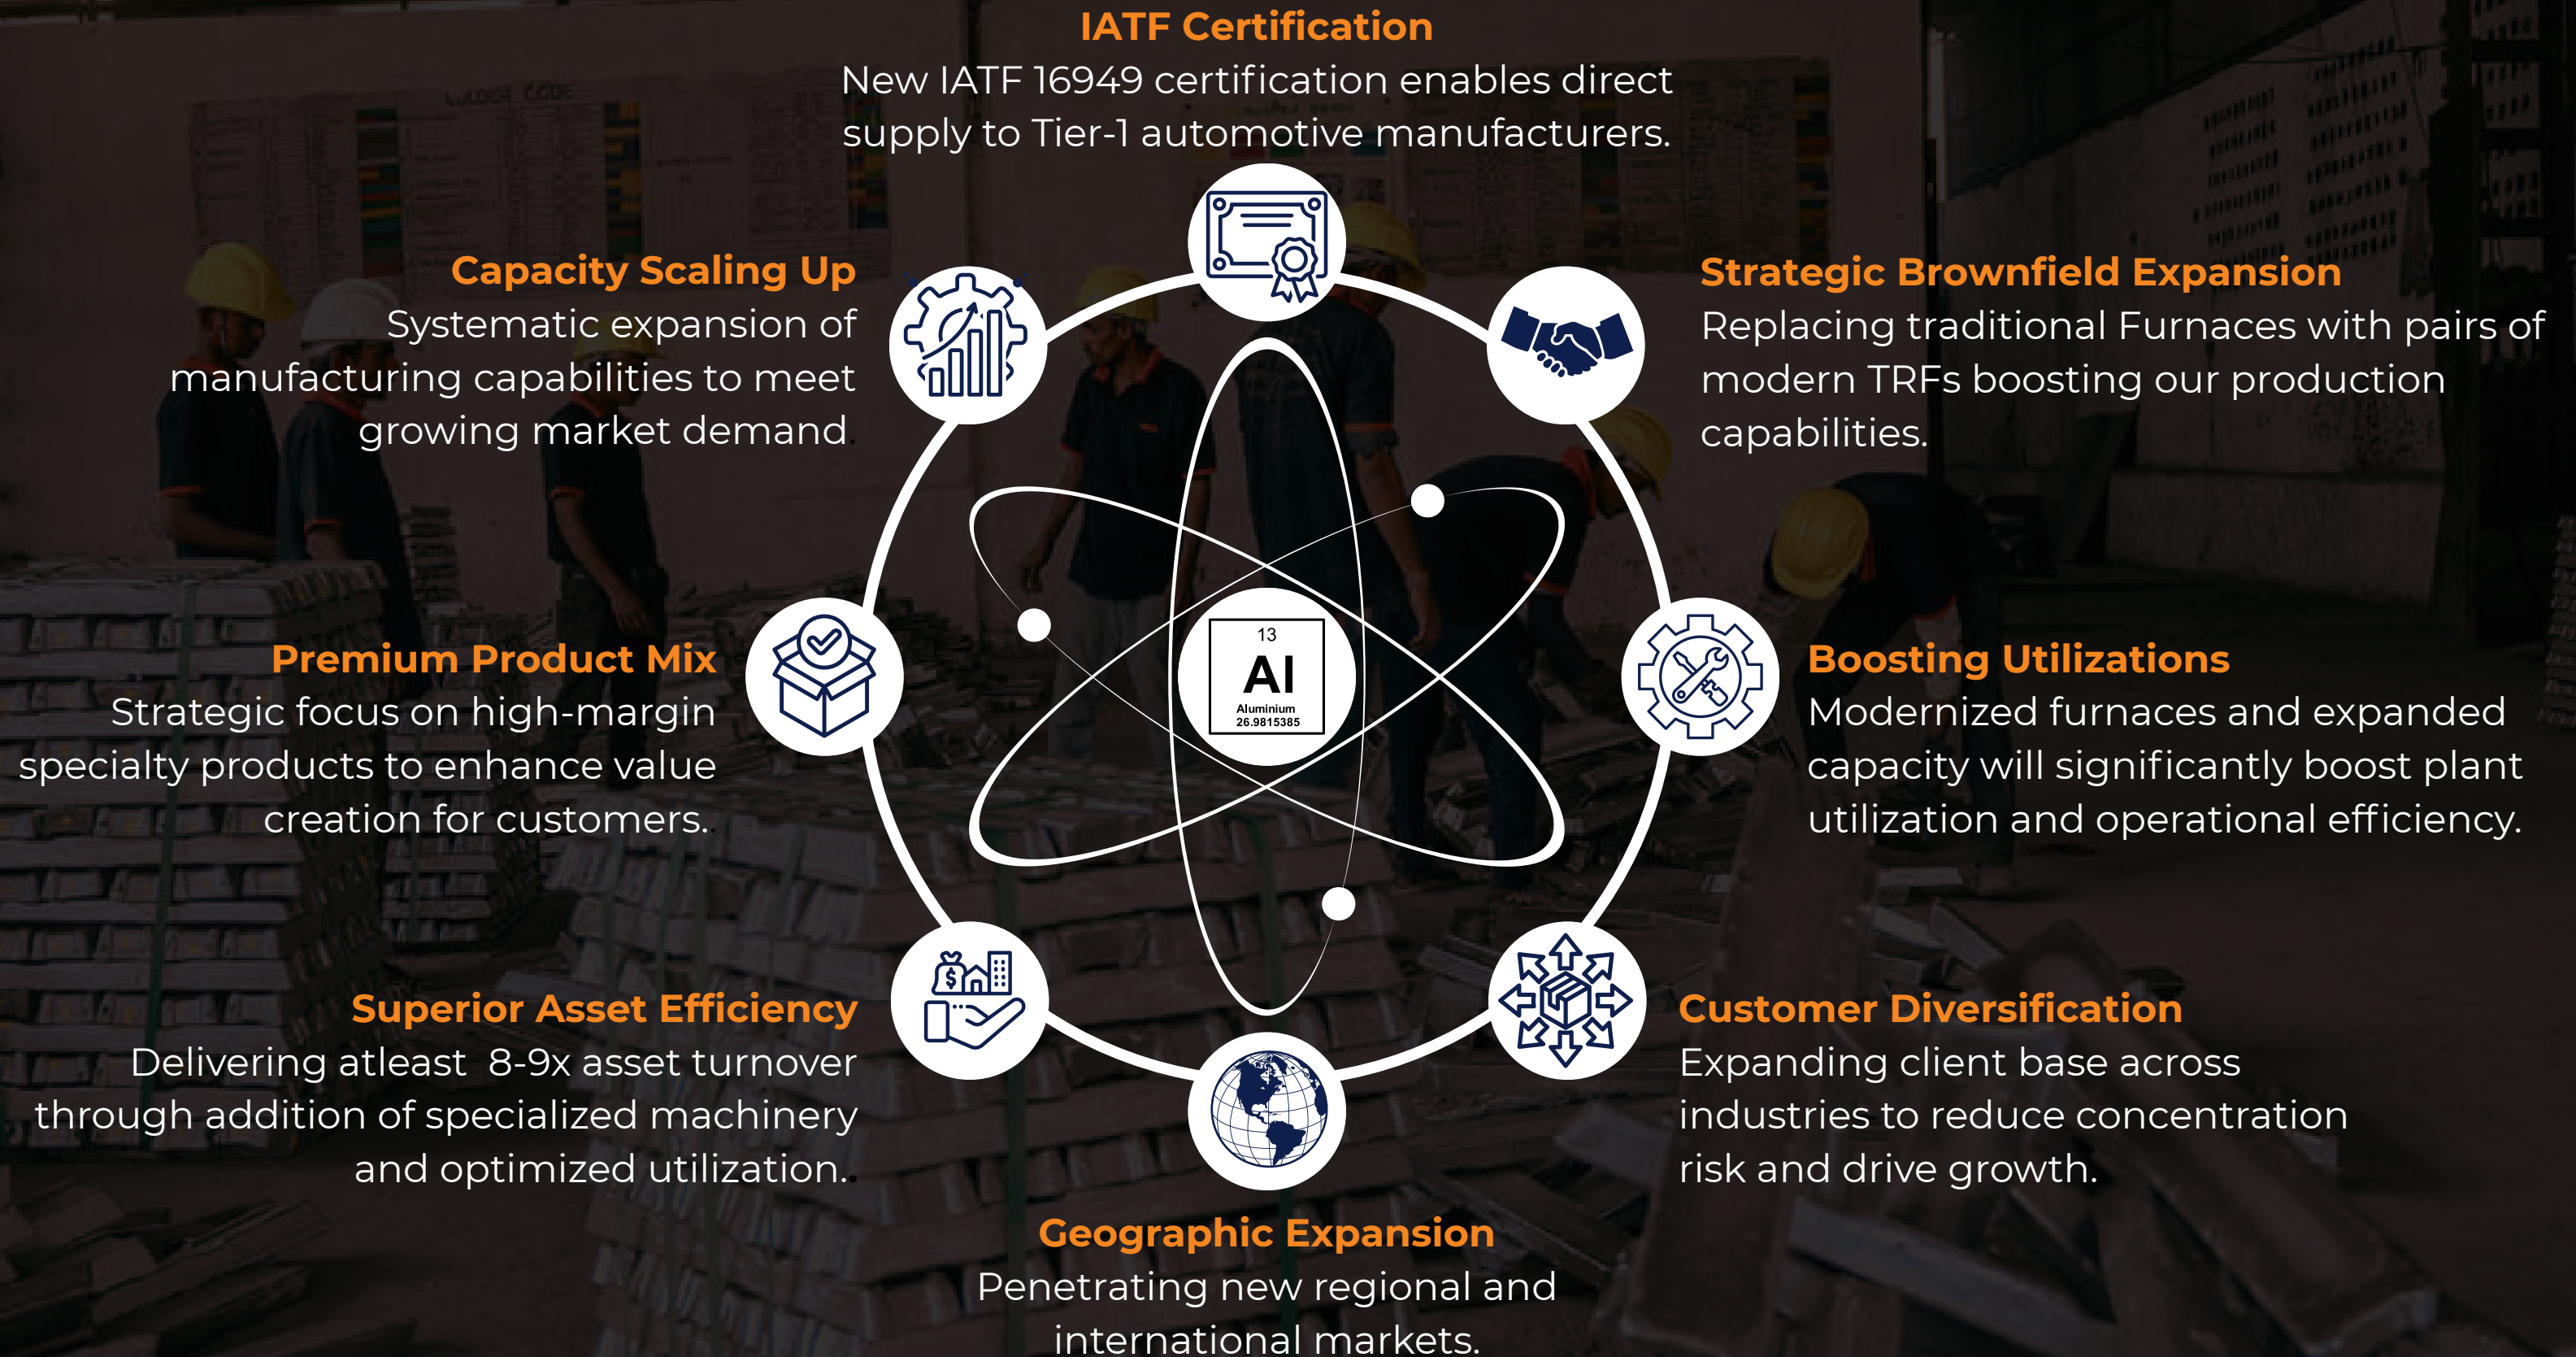 IATF Certification
New IATF 16949 certification enables direct
supply to Tier-1 automotive manufacturers.
Capacity Scaling Up
Systematic expansion of
manufacturing capabilities to meet
growing market demand.
Strategic Brownfield Expansion
Replacing traditional Furnaces with pairs of
modern TRFs boosting our production
capabilities.
Premium Product Mix
Strategic focus on high-margin
specialty products to enhance value
creation for customers..
13
Al
Aluminium
26.9815385
Boosting Utilizations
Modernized furnaces and expanded
capacity will significantly boost plant
utilization and operational efficiency.
Superior Asset Efficiency
Delivering atleast  8-9x asset turnover
through addition of specialized machinery
and optimized utilization..
$
Customer Diversification
Expanding client base across
industries to reduce concentration
risk and drive growth.
Geographic Expansion
Penetrating new regional and
international markets.